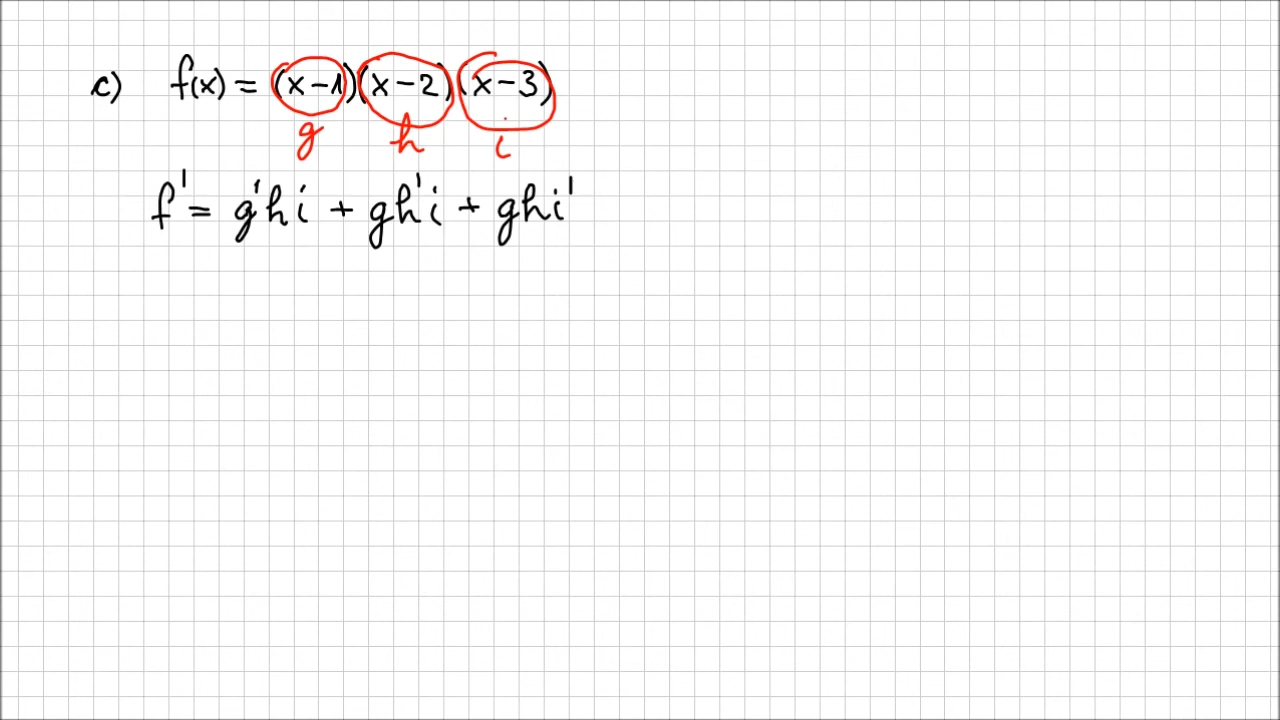 c) f(x) = (x-1)(x-2)(x-3)
g h i
f' = g'hi + gh'i + ghi'